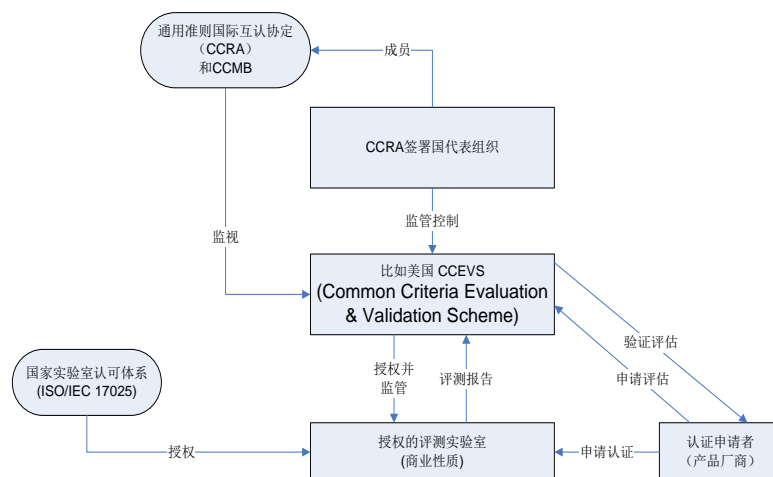 通用准则国际互认协定
（CCRA）
和CCMB
成员
CCRA签署国代表组织
监管控制
监视
比如美国 CCEVS
(Common Criteria Evaluation
& Validation Scheme)
验证评估
申请评估
授权并
监管
评测报告
国家实验室认可体系
(ISO/IEC 17025)
授权
授权的评测实验室
(商业性质)
申请认证
认证申请者
（产品厂商）